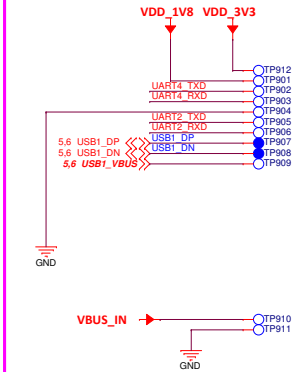 VDD_1V8 VDD_3V3
TP912
TP901
UART4_TXD TP902
UART4_RXD TP903
TP904
UART2_TXD TP905
UART2_RXD TP906
5,6 USB1_DP USB1_DP TP907
5,6 USB1_DN USB1_DN TP908
5,6 USB1_VBUS TP909
GND
VBUS_IN TP910
TP911
GND